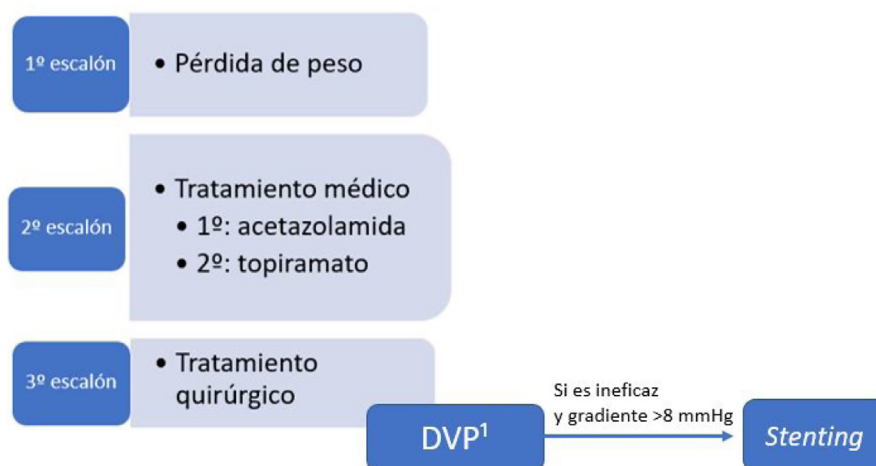 1º escalón
• Pérdida de peso
2º escalón
• Tratamiento médico
• 1º: acetazolamida
• 2º: topiramato
3º escalón
• Tratamiento
quirúrgico
DVP¹
Si es ineficaz
y gradiente >8 mmHg
Stenting